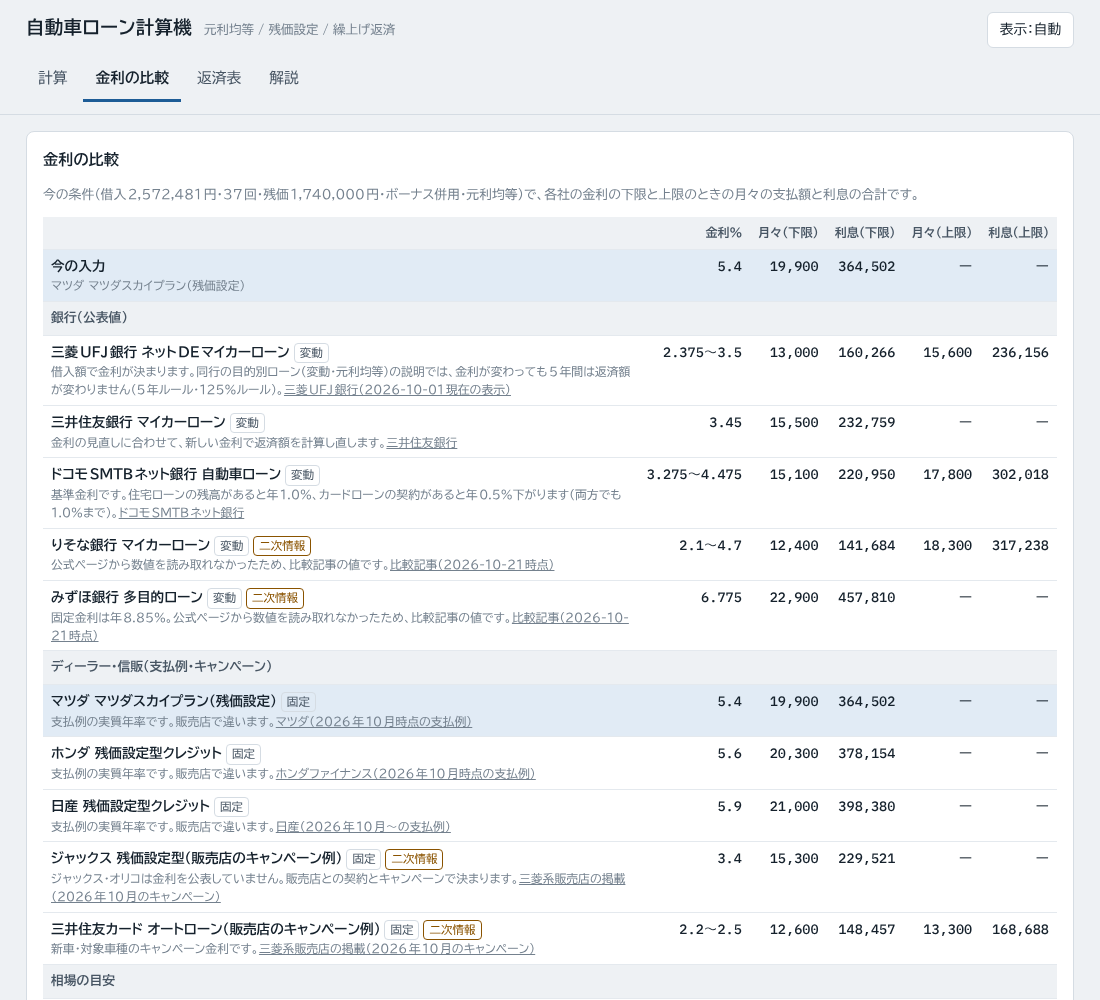 自動車ローン計算機 元利均等 / 残価設定 / 繰上げ返済
表示:自動
計算 金利の比較 返済表 解説
金利の比較
今の条件(借入2,572,481円・37回・残価1,740,000円・ボーナス併用・元利均等)で、各社の金利の下限と上限のときの月々の支払額と利息の合計です。
金利% 月々(下限) 利息(下限) 月々(上限) 利息(上限)
今の入力 5.4 19,900 364,502 — —
マツダ マツダスカイプラン(残価設定)
銀行(公表値)
三菱UFJ銀行 ネットDEマイカーローン 変動 2.375〜3.5 13,000 160,266 15,600 236,156
借入額で金利が決まります。同行の目的別ローン(変動・元利均等)の説明では、金利が変わっても5年間は返済額
が変わりません(5年ルール・125%ルール)。三菱UFJ銀行(2026-10-01現在の表示)
三井住友銀行 マイカーローン 変動 3.45 15,500 232,759 — —
金利の見直しに合わせて、新しい金利で返済額を計算し直します。三井住友銀行
ドコモSMTBネット銀行 自動車ローン 変動 3.275〜4.475 15,100 220,950 17,800 302,018
基準金利です。住宅ローンの残高があると年1.0%、カードローンの契約があると年0.5%下がります(両方でも
1.0%まで)。ドコモSMTBネット銀行
りそな銀行 マイカーローン 変動 二次情報 2.1〜4.7 12,400 141,684 18,300 317,238
公式ページから数値を読み取れなかったため、比較記事の値です。比較記事(2026-10-21時点)
みずほ銀行 多目的ローン 変動 二次情報 6.775 22,900 457,810 — —
固定金利は年8.85%。公式ページから数値を読み取れなかったため、比較記事の値です。比較記事(2026-10-
21時点)
ディーラー・信販(支払例・キャンペーン)
マツダ マツダスカイプラン(残価設定) 固定 5.4 19,900 364,502 — —
支払例の実質年率です。販売店で違います。マツダ(2026年10月時点の支払例)
ホンダ 残価設定型クレジット 固定 5.6 20,300 378,154 — —
支払例の実質年率です。販売店で違います。ホンダファイナンス(2026年10月時点の支払例)
日産 残価設定型クレジット 固定 5.9 21,000 398,380 — —
支払例の実質年率です。販売店で違います。日産(2026年10月〜の支払例)
ジャックス 残価設定型(販売店のキャンペーン例) 固定 二次情報 3.4 15,300 229,521 — —
ジャックス・オリコは金利を公表していません。販売店との契約とキャンペーンで決まります。三菱系販売店の掲載
(2026年10月のキャンペーン)
三井住友カード オートローン(販売店のキャンペーン例) 固定 二次情報 2.2〜2.5 12,600 148,457 13,300 168,688
新車・対象車種のキャンペーン金利です。三菱系販売店の掲載(2026年10月のキャンペーン)
相場の目安